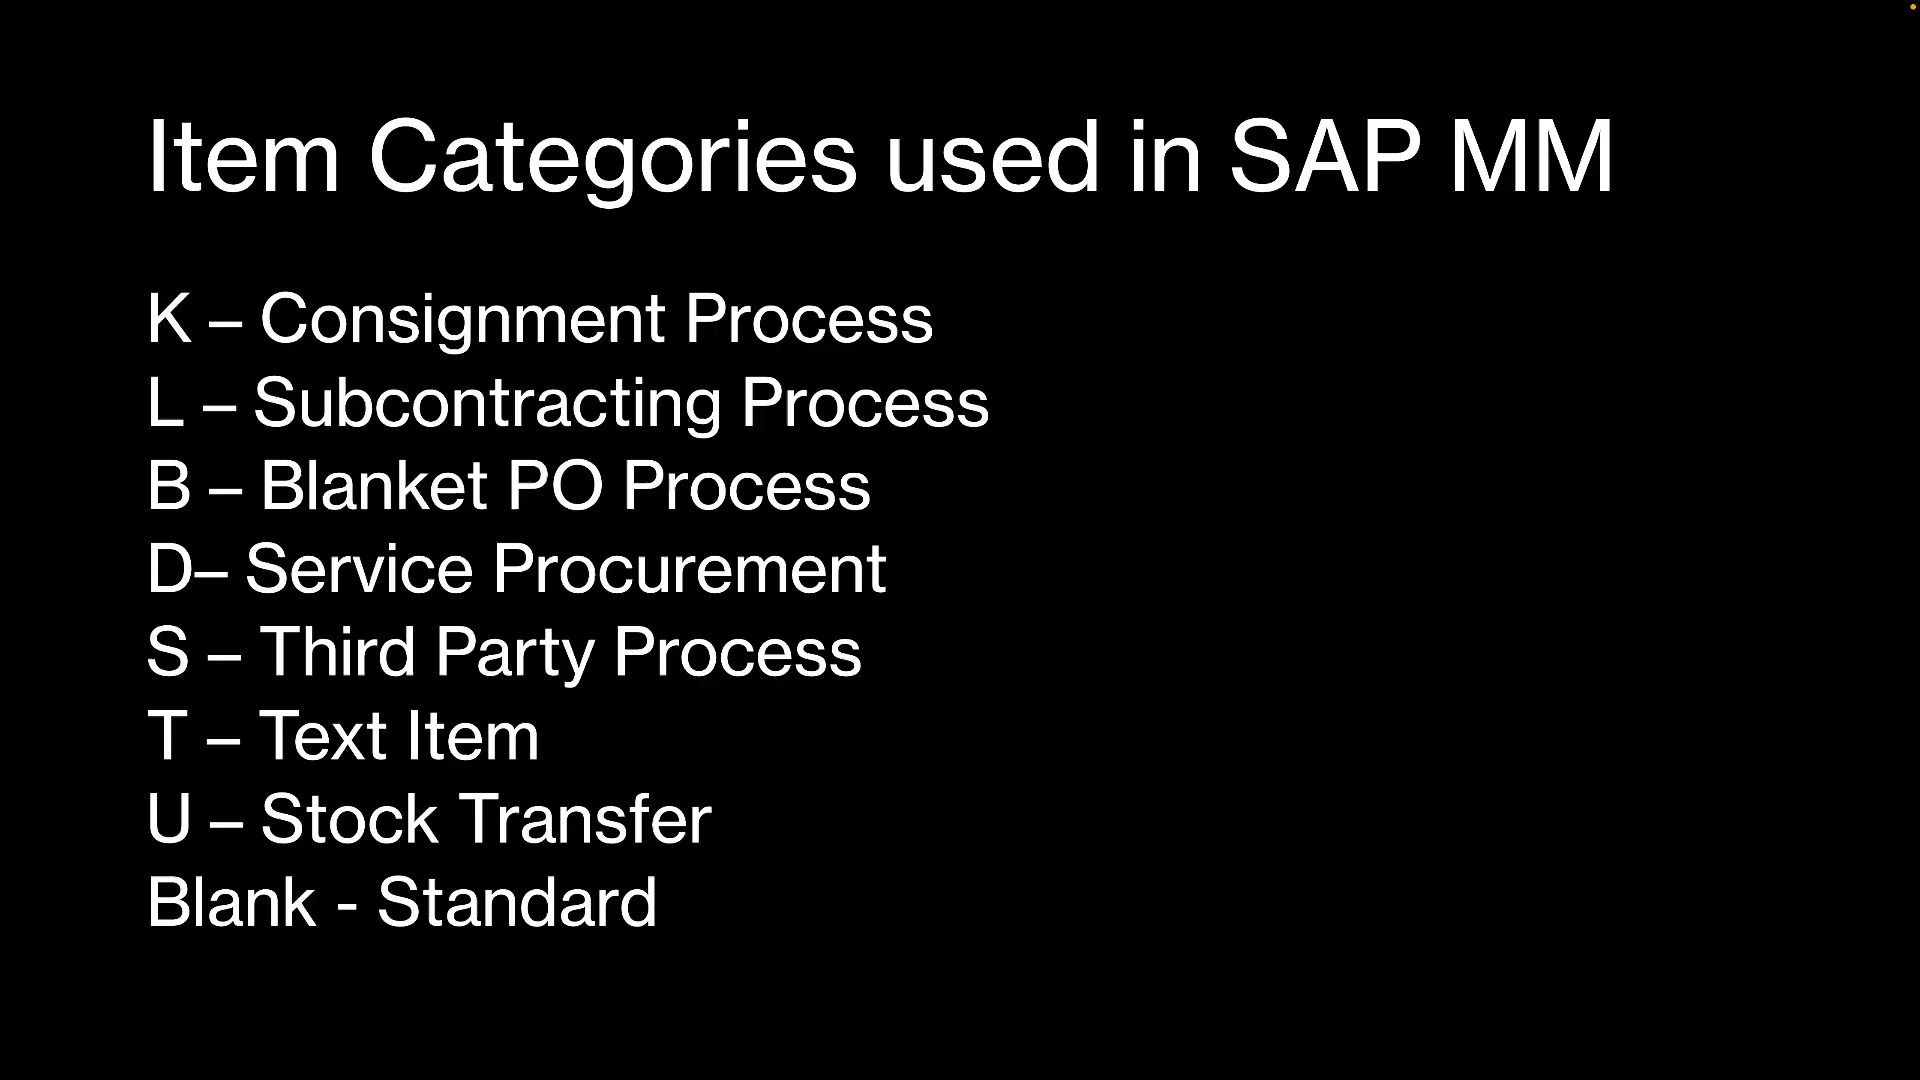 Item Categories used in SAP MM
K – Consignment Process
L – Subcontracting Process
B – Blanket PO Process
D– Service Procurement
S – Third Party Process
T – Text Item
U – Stock Transfer
Blank - Standard